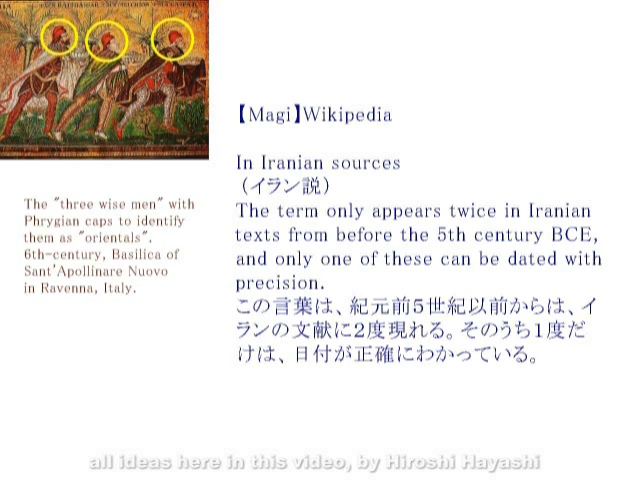 The "three wise men" with
Phrygian caps to identify
them as "orientals".
6th-century, Basilica of
Sant'Apollinare Nuovo
in Ravenna, Italy.
【Magi】Wikipedia
In Iranian sources
（イラン説）
The term only appears twice in Iranian
texts from before the 5th century BCE,
and only one of these can be dated with
precision.
この言葉は、紀元前５世紀以前からは、イ
ランの文献に２度現れる。そのうち１度だ
けは、日付が正確にわかっている。
all ideas here in this video, by Hiroshi Hayashi